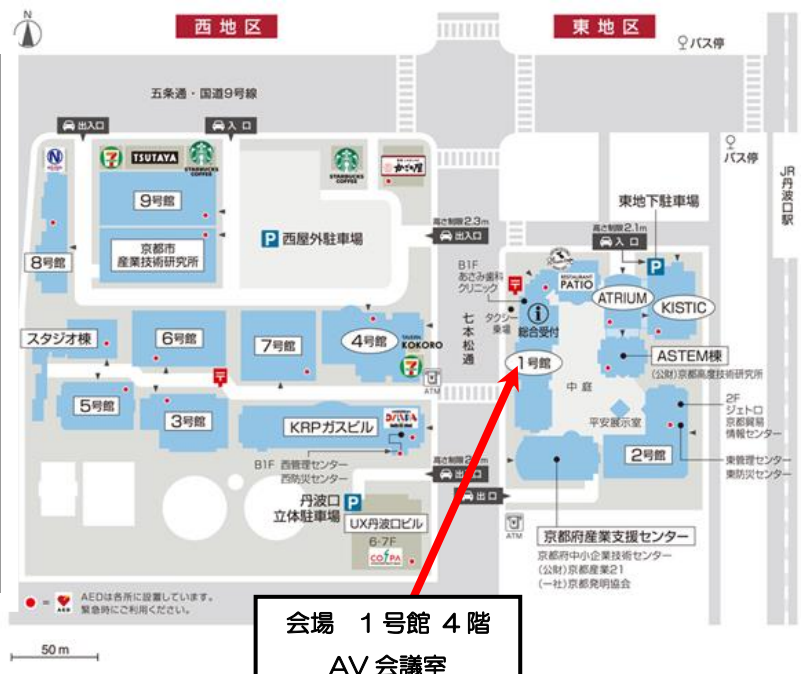 N
西地区
東地区
バス停
五条通・国道9号線
出入口
入口
バス停
JR丹波口駅
TSUTAYA
STARBUCKS COFFEE
かごの屋
9号館
京都市
産業技術研究所
8号館
P 西屋外駐車場
高さ制限2.3m
出入口
東地下駐車場
高さ制限2.1m
入口
P
B1F
あさみ歯科
クリニック
RESTAURANT
PATIO
ATRIUM
KISTIC
タクシー
乗場
総合受付
七本松通
スタジオ棟
6号館
7号館
4号館
TAVERN
KOKORO
ATM
1号館
中庭
ASTEM棟
(公財)京都高度技術研究所
5号館
3号館
KRPガスビル
平安展示室
2F
ジェトロ
京都貿易
情報センター
2号館
東管理センター
東防災センター
B1F 西管理センター
西防災センター
高さ制限2.
出口
出口
丹波口
立体駐車場
P
UX丹波口ビル
6-7F
COSPA
ATM
京都府産業支援センター
京都府中小企業技術センター
(公財)京都産業21
(一社)京都発明協会
= AED
AEDは各所に設置しています。
緊急時にご利用ください。
50 m
会場 1号館 4階
AV会議室